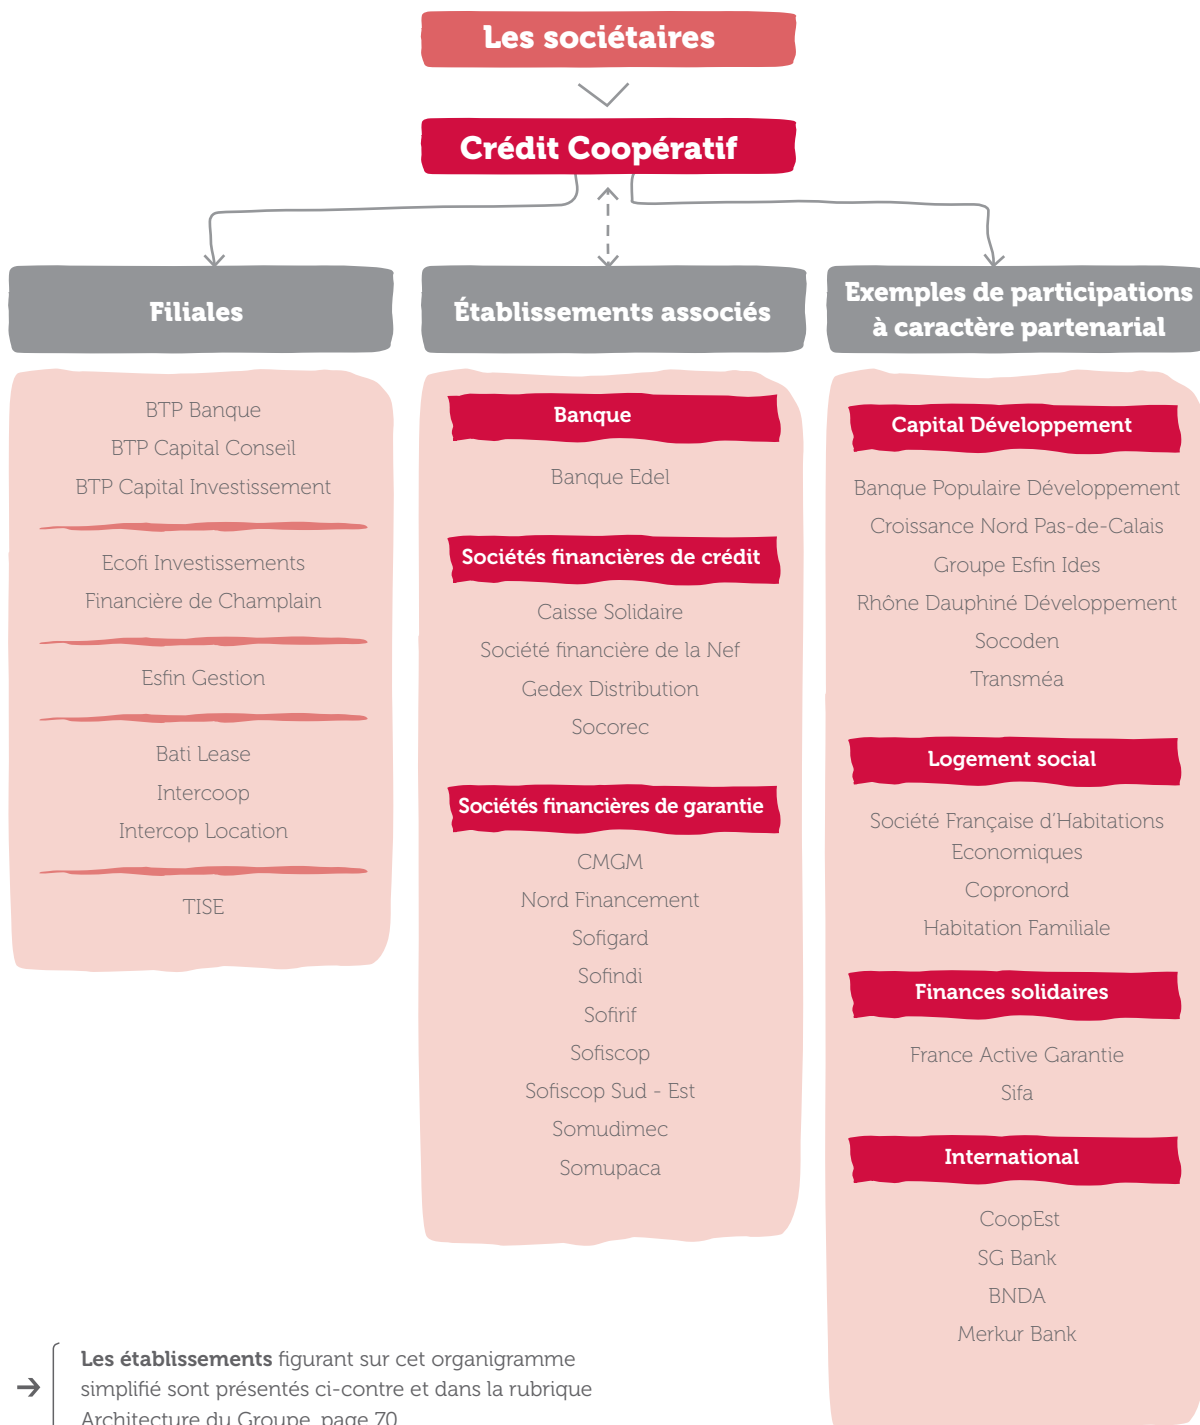 Les sociétaires
Crédit Coopératif
Filiales
BTP Banque
BTP Capital Conseil
BTP Capital Investissement
Ecofi Investissements
Financière de Champlain
Esfin Gestion
Bati Lease
Intercoop
Intercop Location
TISE
Établissements associés
Banque
Banque Edel
Sociétés financières de crédit
Caisse Solidaire
Société financière de la Nef
Gedex Distribution
Socorec
Sociétés financières de garantie
CMGM
Nord Financement
Sofigard
Sofindi
Sofirif
Sofiscop
Sofiscop Sud - Est
Somudimec
Somupaca
Exemples de participations
à caractère partenarial
Capital Développement
Banque Populaire Développement
Croissance Nord Pas-de-Calais
Groupe Esfin Ides
Rhône Dauphiné Développement
Socoden
Transméa
Logement social
Société Française d'Habitations
Economiques
Copronord
Habitation Familiale
Finances solidaires
France Active Garantie
Sifa
International
CoopEst
SG Bank
BNDA
Merkur Bank
Les établissements figurant sur cet organigramme
simplifié sont présentés ci-contre et dans la rubrique
Architecture du Groupe, page 70